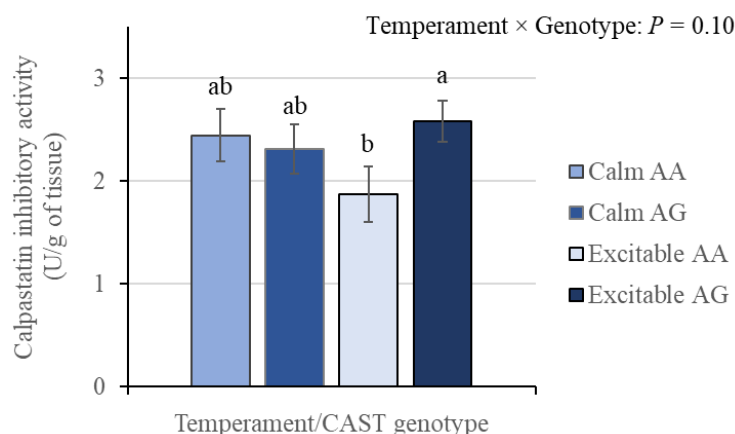 Temperament × Genotype: P = 0.10
Calpastatin inhibitory activity
(U/g of tissue)
3
2
1
0
ab
ab
b
a
Calm AA
Calm AG
Excitable AA
Excitable AG
Temperament/CAST genotype